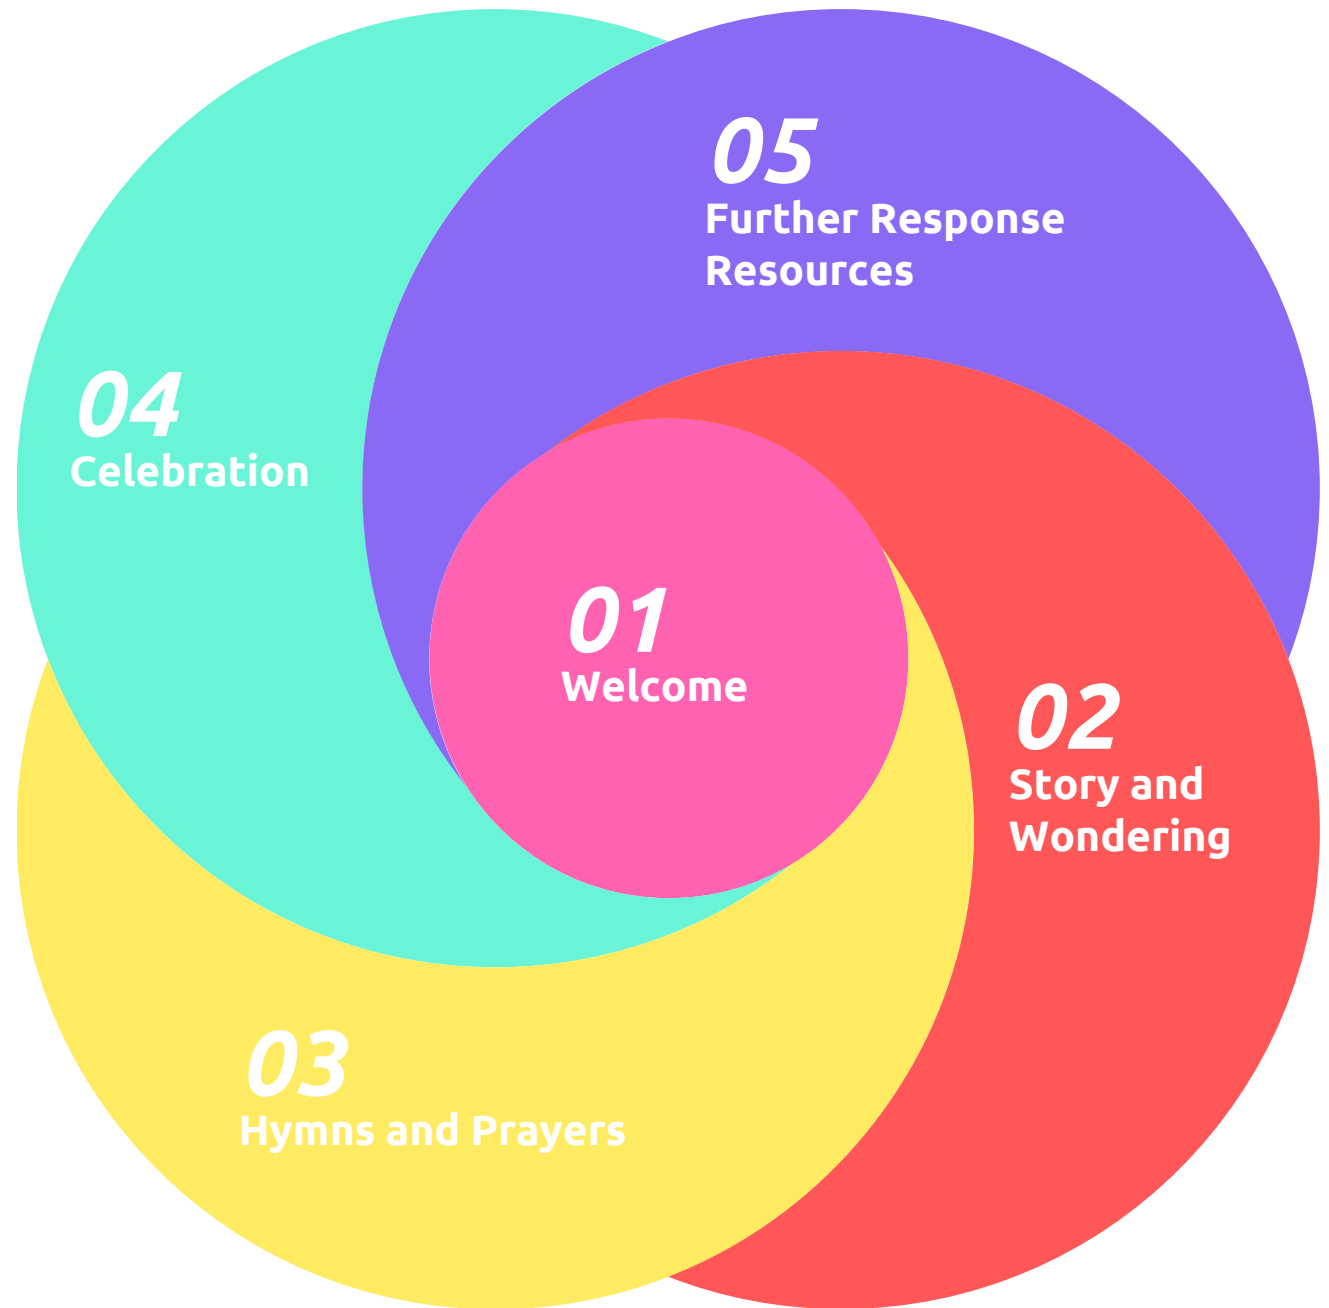 01
Welcome
02
Story and
Wondering
03
Hymns and Prayers
04
Celebration
05
Further Response
Resources